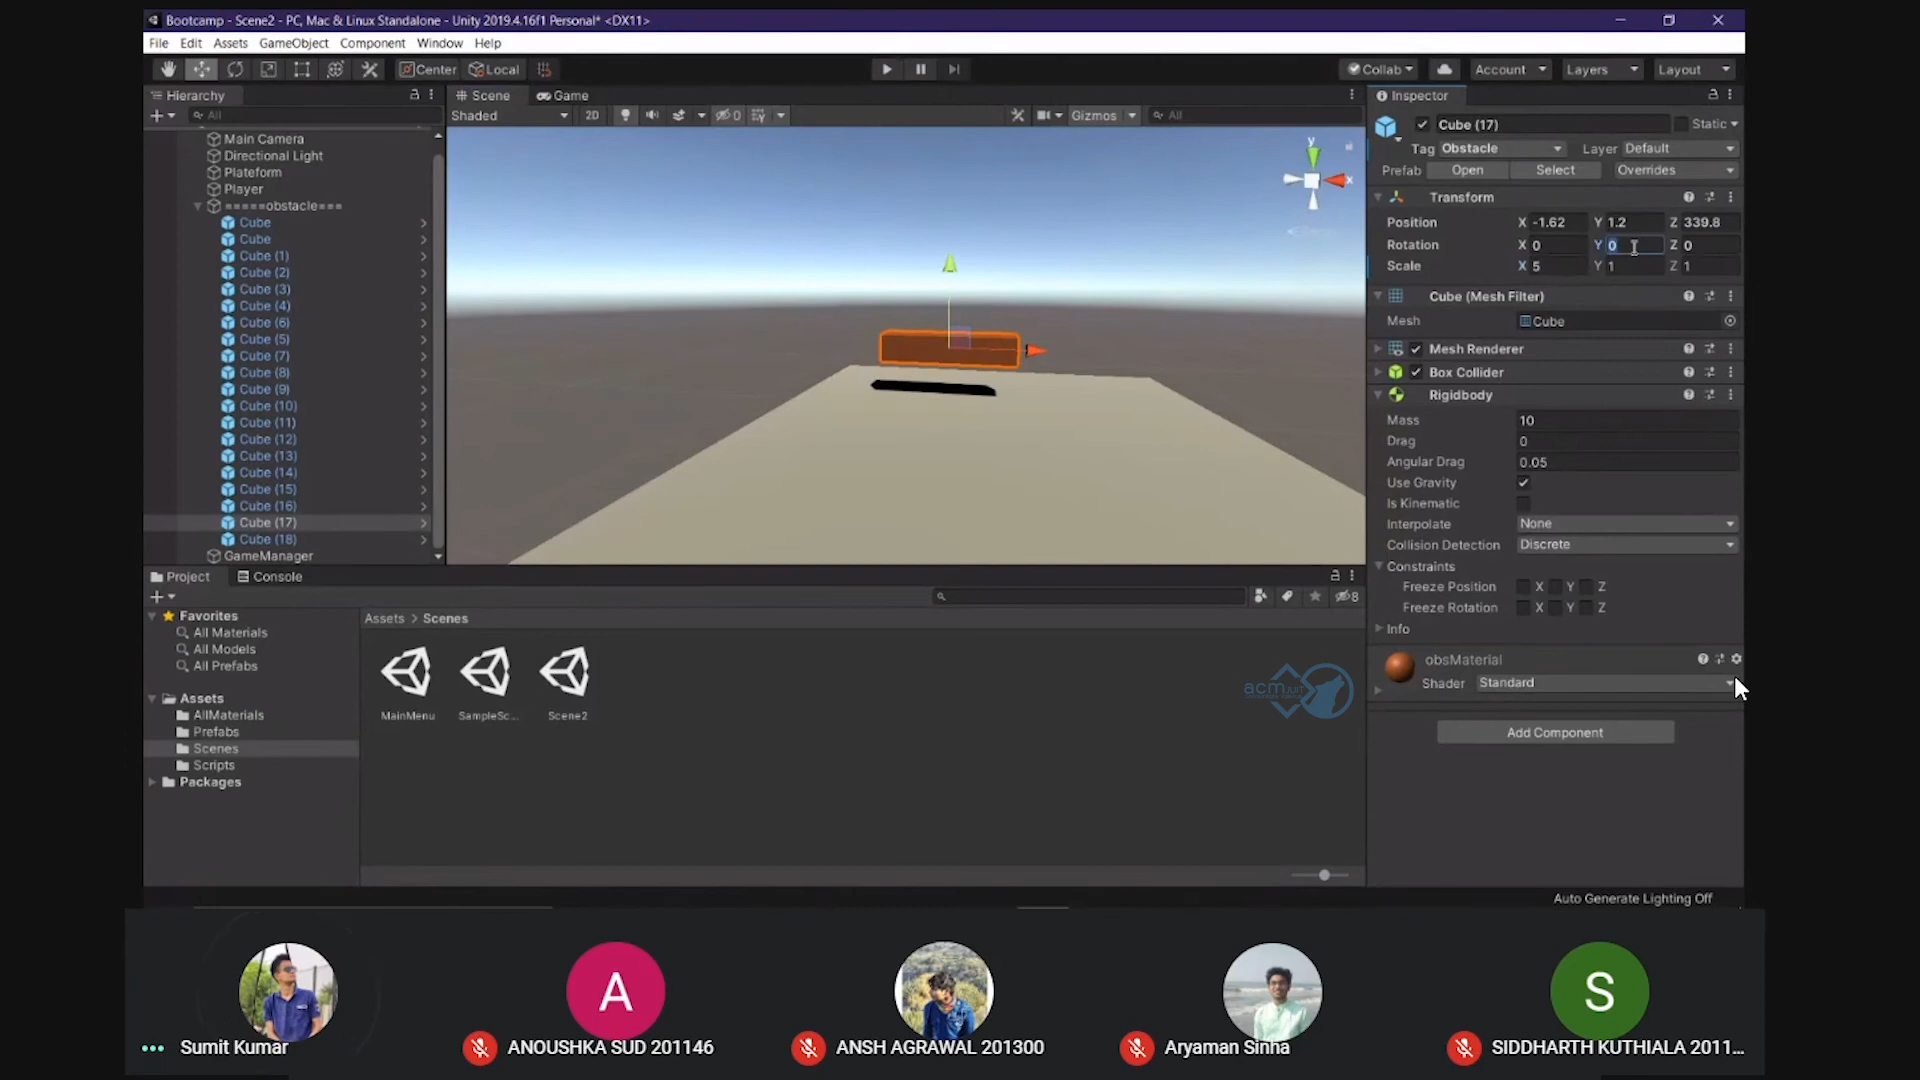 Bootcamp - Scene2 - PC, Mac & Linux Standalone - Unity 2019.4.16f1 Personal* <DX11>
File Edit Assets GameObject Component Window Help
Center Local Collab Account Layers Layout
Hierarchy
All
Main Camera
Directional Light
Plateform
Player
=====obstacle===
Cube
Cube
Cube (1)
Cube (2)
Cube (3)
Cube (4)
Cube (6)
Cube (5)
Cube (7)
Cube (8)
Cube (9)
Cube (10)
Cube (11)
Cube (12)
Cube (13)
Cube (14)
Cube (15)
Cube (16)
Cube (17)
Cube (18)
GameManager
Scene Game
Shaded 2D 0 Gizmos All
y
x
Inspector
Cube (17) Static
Tag Obstacle Layer Default
Prefab Open Select Overrides
Transform
Position X -1.62 Y 1.2 Z 339.8
Rotation X 0 Y 0 Z 0
Scale X 5 Y 1 Z 1
Cube (Mesh Filter)
Mesh Cube
Mesh Renderer
Box Collider
Rigidbody
Mass 10
Drag 0
Angular Drag 0.05
Use Gravity
Is Kinematic
Interpolate None
Collision Detection Discrete
Constraints
Freeze Position X Y Z
Freeze Rotation X Y Z
Info
obsMaterial
Shader Standard
Add Component
Auto Generate Lighting Off
Project Console
8
Favorites
All Materials
All Models
All Prefabs
Assets
AllMaterials
Prefabs
Scenes
Scripts
Packages
Assets > Scenes
MainMenu SampleSc... Scene2
acm JUIT
Sumit Kumar
A
ANOUSHKA SUD 201146
ANSH AGRAWAL 201300
Aryaman Sinha
S
SIDDHARTH KUTHIALA 2011...